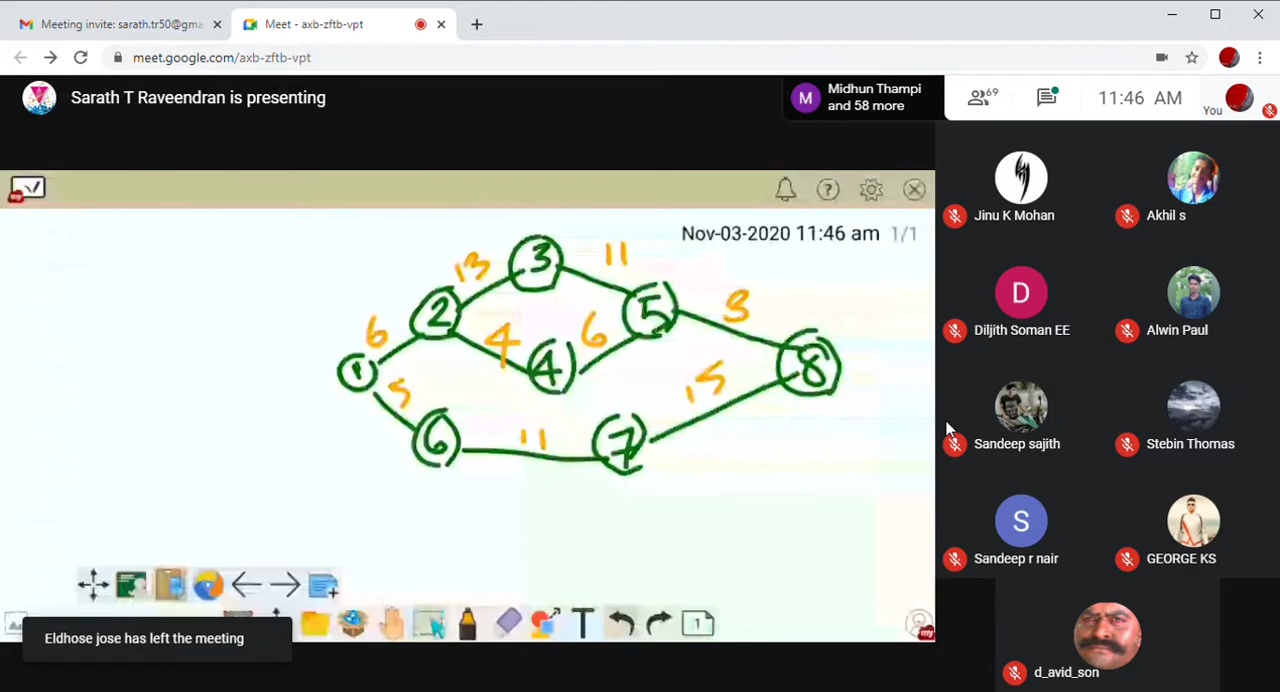 Meeting invite: sarath.tr50@gma
Meet - axb-zftb-vpt
meet.google.com/axb-zftb-vpt
Sarath T Raveendran is presenting
M
Midhun Thampi
and 58 more
69
11:46 AM
You
my
Nov-03-2020 11:46 am 1/1
13
3
11
6
2
4
6
5
8
1
4
8
5
15
6
11
7
T
1
my
Eldhose jose has left the meeting
Jinu K Mohan
Akhil s
D
Diljith Soman EE
Alwin Paul
Sandeep sajith
Stebin Thomas
S
Sandeep r nair
GEORGE KS
d_avid_son